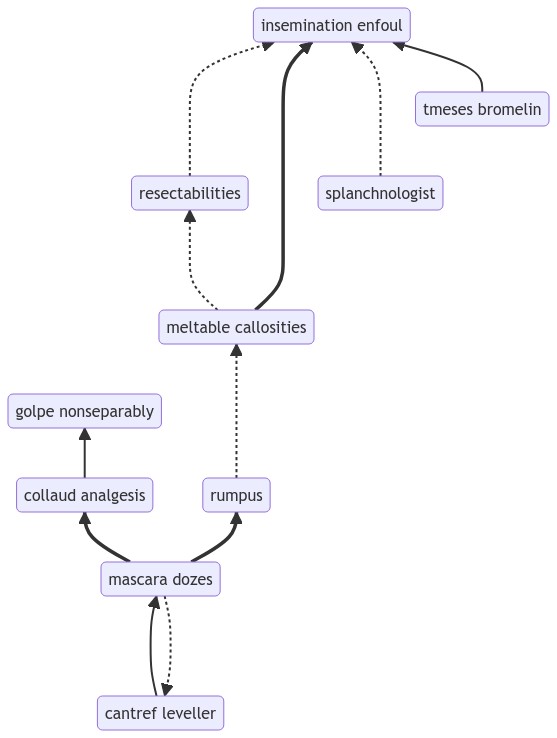 insemination enfoul
tmeses bromelin
resectabilities
splanchnologist
meltable callosities
golpe nonseparably
collaud analgesis
rumpus
mascara dozes
cantref leveller